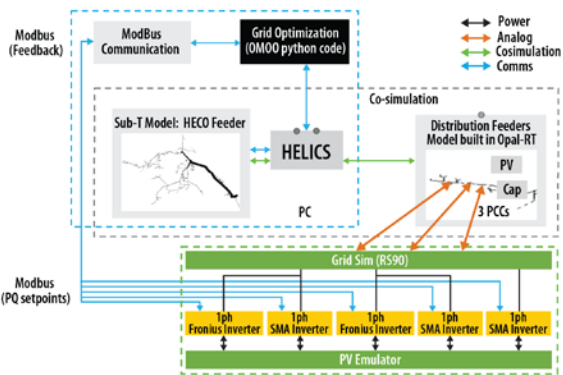 Modbus
(Feedback)
ModBus
Communication
Grid Optimization
(OMOO python code)
Power
Analog
Cosimulation
Comms
Co-simulation
Sub-T Model: HECO Feeder
HELICS
PC
Distribution Feeders
Model built in Opal-RT
PV
Cap
3 PCCs
Grid Sim (RS90)
Modbus
(PQ setpoints)
1ph
Fronius Inverter
1ph
SMA Inverter
1ph
Fronius Inverter
1ph
SMA Inverter
1ph
SMA Inverter
PV Emulator